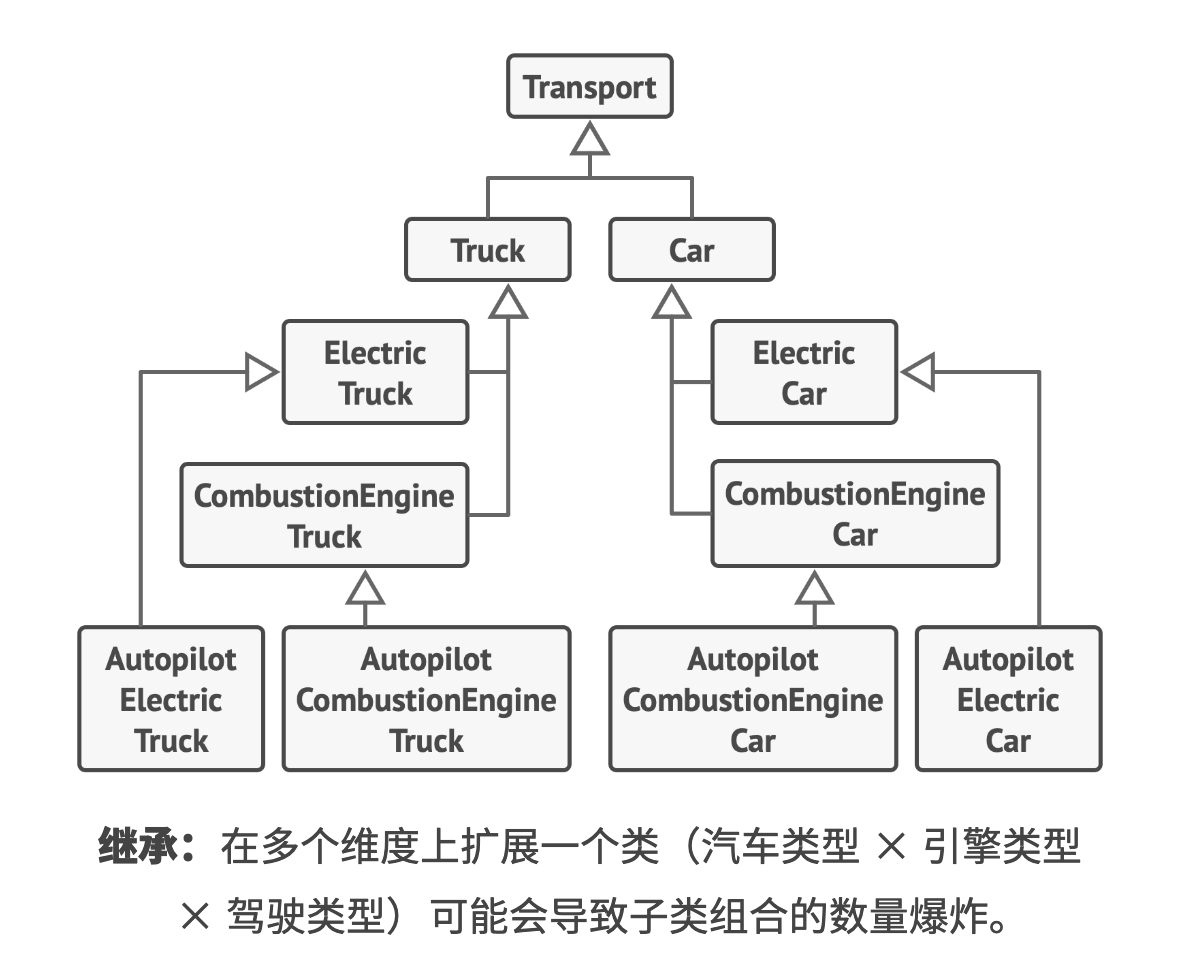 Transport
Truck
Car
Electric
Truck
Electric
Car
CombustionEngine
Truck
CombustionEngine
Car
Autopilot
Electric
Truck
Autopilot
CombustionEngine
Truck
Autopilot
CombustionEngine
Car
Autopilot
Electric
Car
继承：在多个维度上扩展一个类（汽车类型 × 引擎类型
× 驾驶类型） 可能会导致子类组合的数量爆炸。